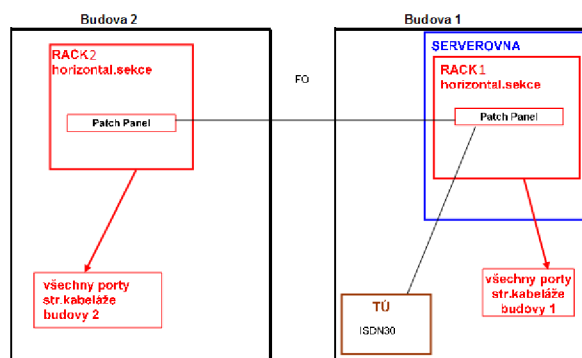 Budova 2
Budova 1
RACK2
horizontal.sekce
Patch Panel
FO
SERVEROVNA
RACK1
horizontal.sekce
Patch Panel
všechny porty
str.kabeláže
budovy 2
TÚ
ISDN30
všechny porty
str.kabeláže
budovy 1